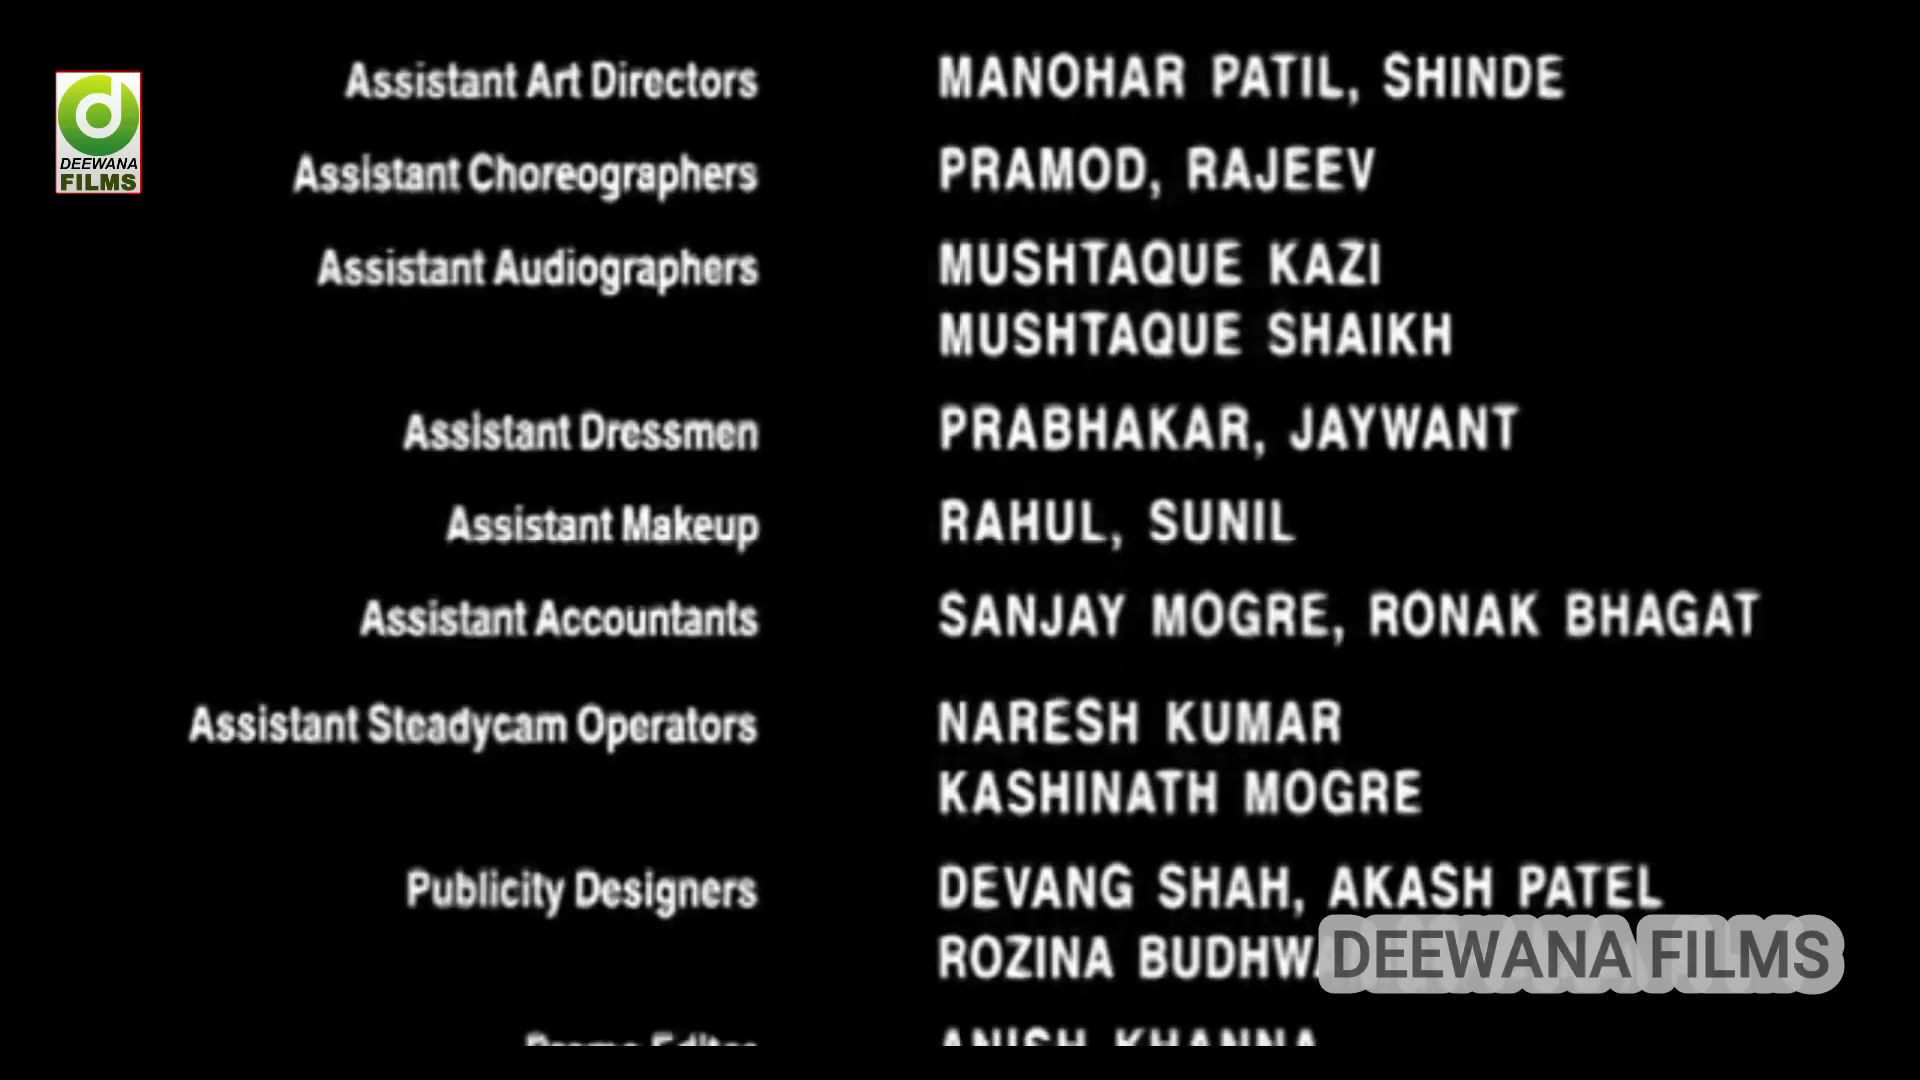 Assistant Art Directors MANOHAR PATIL, SHINDE
DEEWANA
FILMS
Assistant Choreographers PRAMOD, RAJEEV
Assistant Audiographers MUSHTAQUE KAZI
MUSHTAQUE SHAIKH
Assistant Dressmen PRABHAKAR, JAYWANT
Assistant Makeup RAHUL, SUNIL
Assistant Accountants SANJAY MOGRE, RONAK BHAGAT
Assistant Steadycam Operators NARESH KUMAR
KASHINATH MOGRE
Publicity Designers DEVANG SHAH, AKASH PATEL
ROZINA
DEEWANA FILMS
ANISH KHANNA